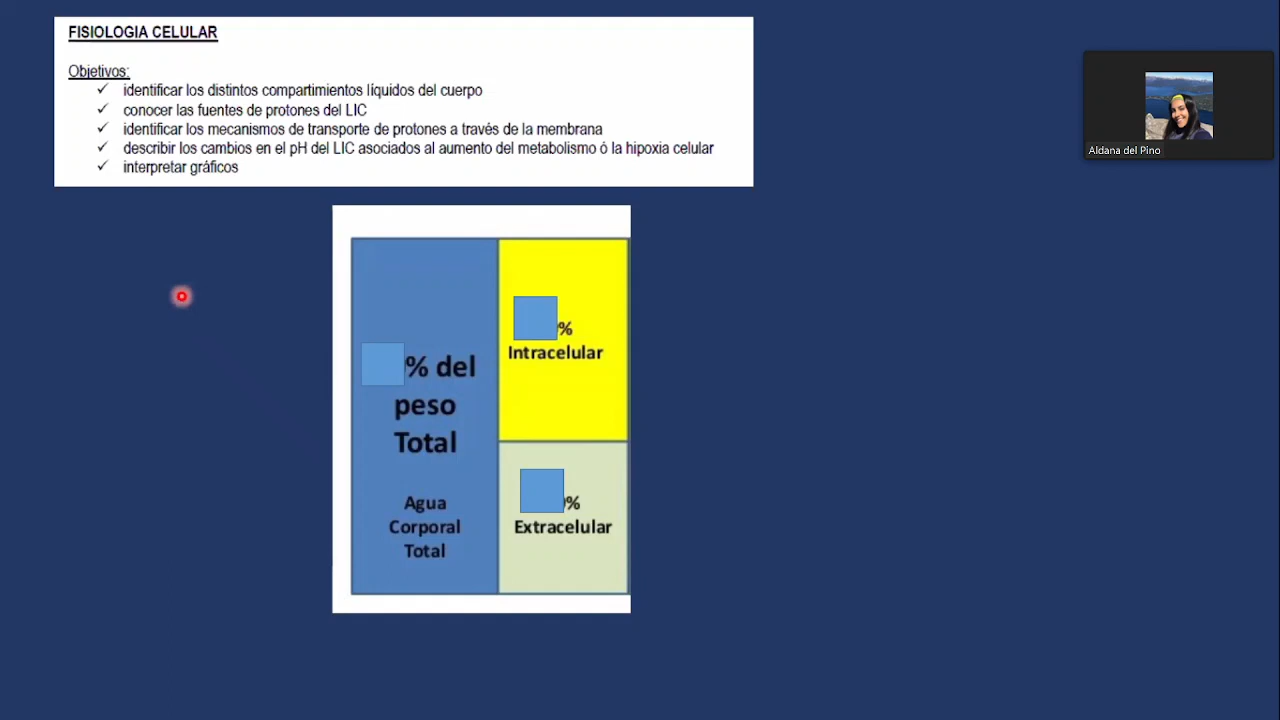 FISIOLOGIA CELULAR
Objetivos:
✓ identificar los distintos compartimientos líquidos del cuerpo
✓ conocer las fuentes de protones del LIC
✓ identificar los mecanismos de transporte de protones a través de la membrana
✓ describir los cambios en el pH del LIC asociados al aumento del metabolismo ò la hipoxia celular
✓ interpretar gráficos
Aldana del Pino
% del
peso
Total
Agua
Corporal
Total
%
Intracelular
%
Extracelular